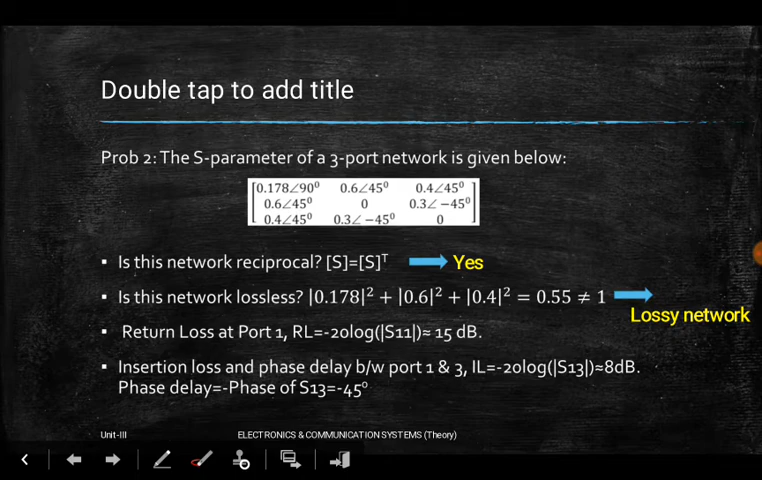 Double tap to add title
Prob 2: The S-parameter of a 3-port network is given below:
[0.178∠90⁰ 0.6∠45⁰ 0.4∠45⁰
0.6∠45⁰ 0 0.3∠ −45⁰
0.4∠45⁰ 0.3∠ −45⁰ 0]
▪ Is this network reciprocal? [S]=[S]ᵀ Yes
▪ Is this network lossless? |0.178|² + |0.6|² + |0.4|² = 0.55 ≠ 1
Lossy network
▪ Return Loss at Port 1, RL=-20log(|S11|)≈ 15 dB.
▪ Insertion loss and phase delay b/w port 1 & 3, IL=-20log(|S13|)≈8dB.
Phase delay=-Phase of S13=-45⁰
Unit-III ELECTRONICS & COMMUNICATION SYSTEMS (Theory)